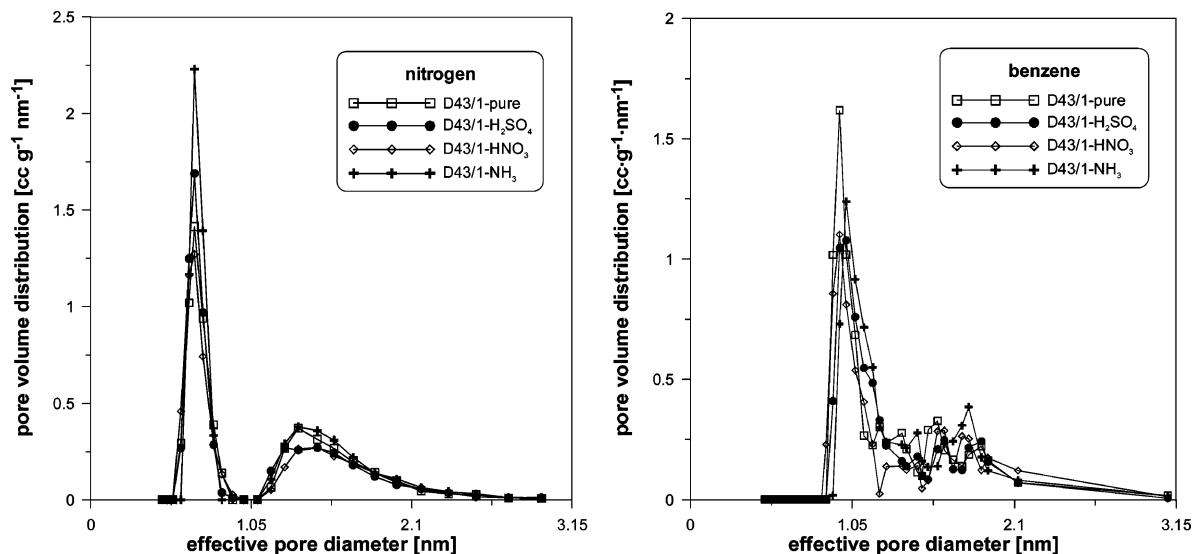 2.5
2
1.5
1
0.5
0
0
1.05
2.1
3.15
pore volume distribution [cc g⁻¹ nm⁻¹]
effective pore diameter [nm]
nitrogen
D43/1-pure
D43/1-H₂SO₄
D43/1-HNO₃
D43/1-NH₃
2
1.5
1
0.5
0
0
1.05
2.1
3.15
pore volume distribution [cc·g⁻¹·nm⁻¹]
effective pore diameter [nm]
benzene
D43/1-pure
D43/1-H₂SO₄
D43/1-HNO₃
D43/1-NH₃